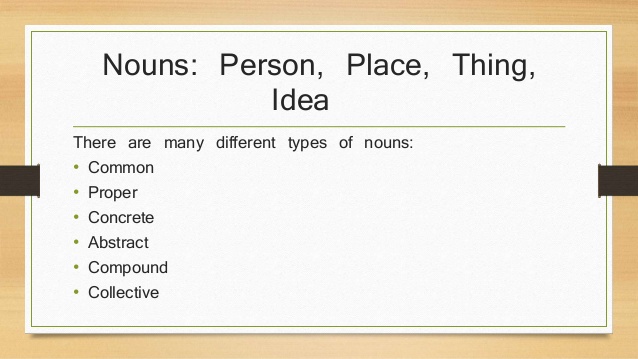 Nouns: Person, Place, Thing,
Idea
There are many different types of nouns:
• Common
• Proper
• Concrete
• Abstract
• Compound
• Collective